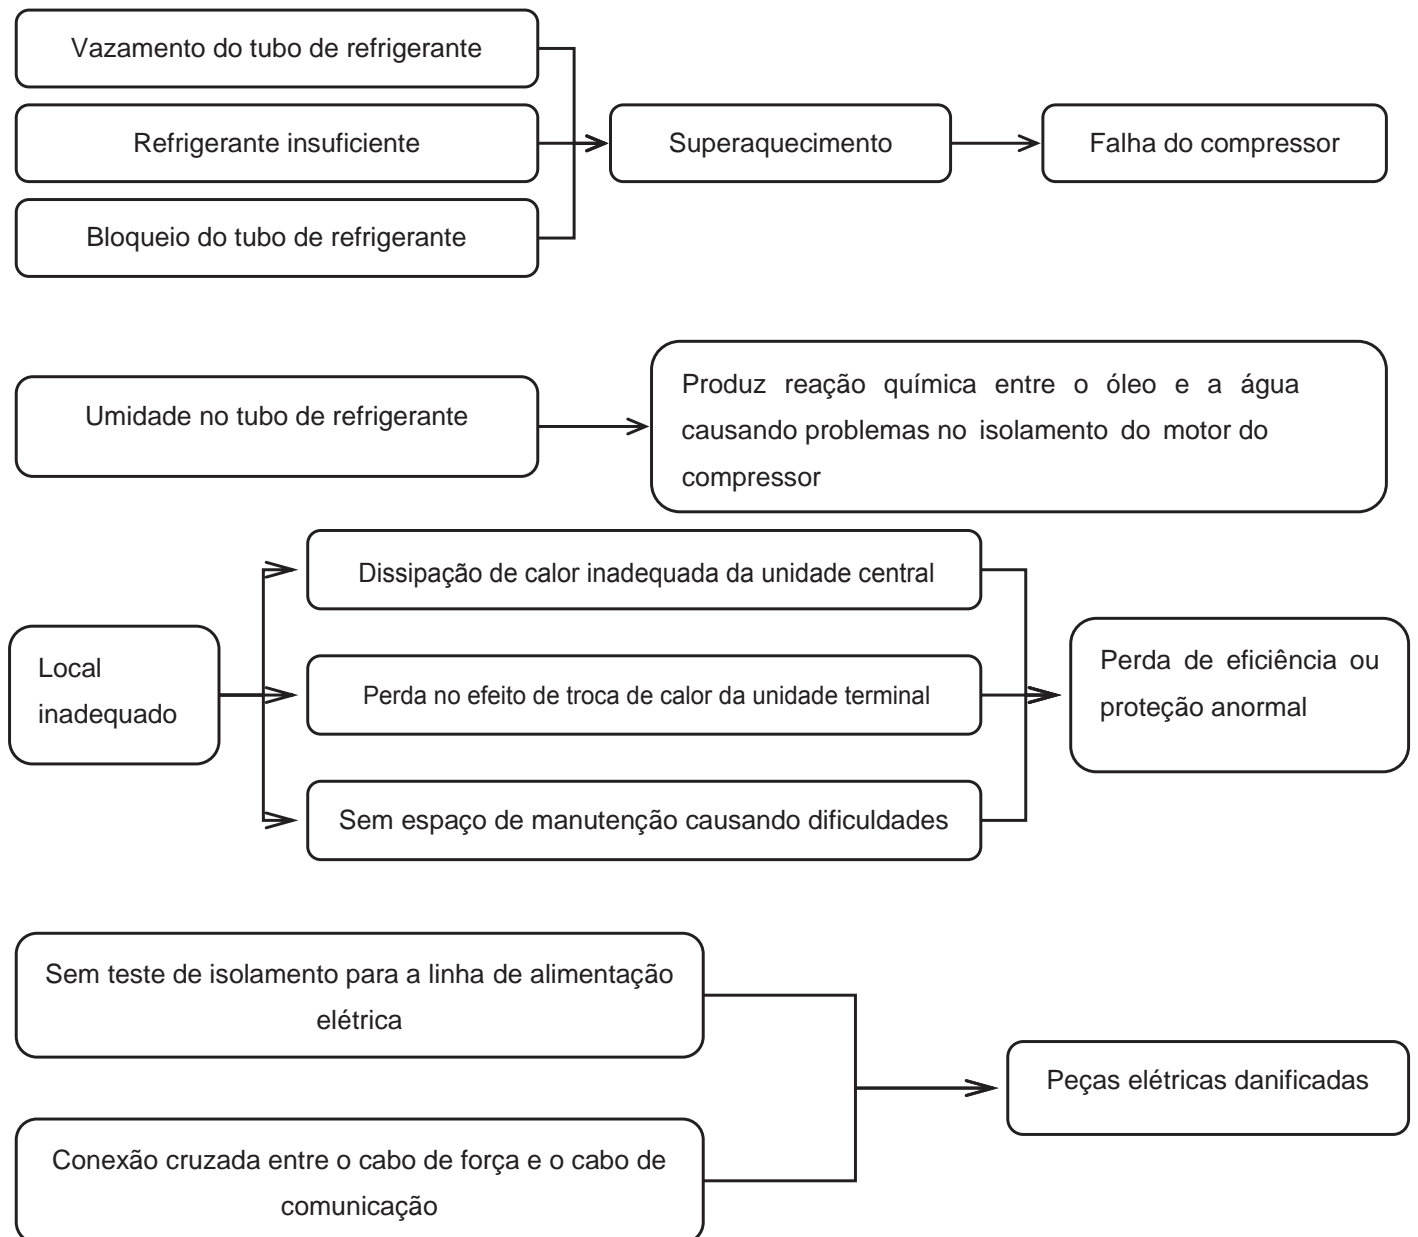 Vazamento do tubo de refrigerante
Refrigerante insuficiente
Superaquecimento
Falha do compressor
Bloqueio do tubo de refrigerante
Umidade no tubo de refrigerante
Produz reação química entre o óleo e a água
causando problemas no isolamento do motor do
compressor
Local
inadequado
Dissipação de calor inadequada da unidade central
Perda no efeito de troca de calor da unidade terminal
Sem espaço de manutenção causando dificuldades
Perda de eficiência ou
proteção anormal
Sem teste de isolamento para a linha de alimentação
elétrica
Conexão cruzada entre o cabo de força e o cabo de
comunicação
Peças elétricas danificadas